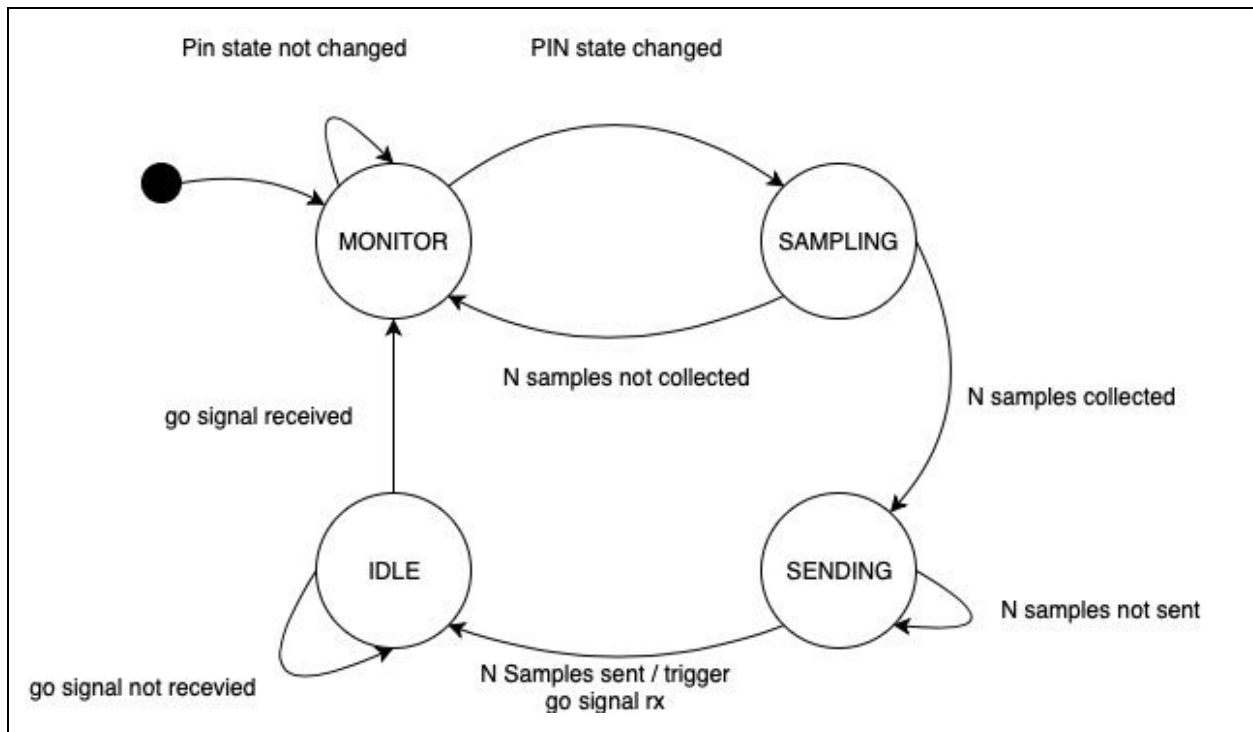 Pin state not changed
PIN state changed
MONITOR
SAMPLING
N samples not collected
N samples collected
go signal received
IDLE
SENDING
N samples not sent
N Samples sent / trigger
go signal rx
go signal not recevied